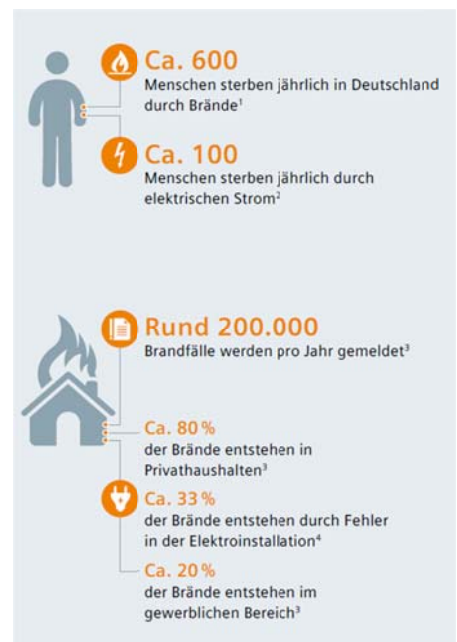 Ca. 600
Menschen sterben jährlich in Deutschland
durch Brände¹
Ca. 100
Menschen sterben jährlich durch
elektrischen Strom²
Rund 200.000
Brandfälle werden pro Jahr gemeldet³
Ca. 80 %
der Brände entstehen in
Privathaushalten³
Ca. 33 %
der Brände entstehen durch Fehler
in der Elektroinstallation⁴
Ca. 20 %
der Brände entstehen im
gewerblichen Bereich³